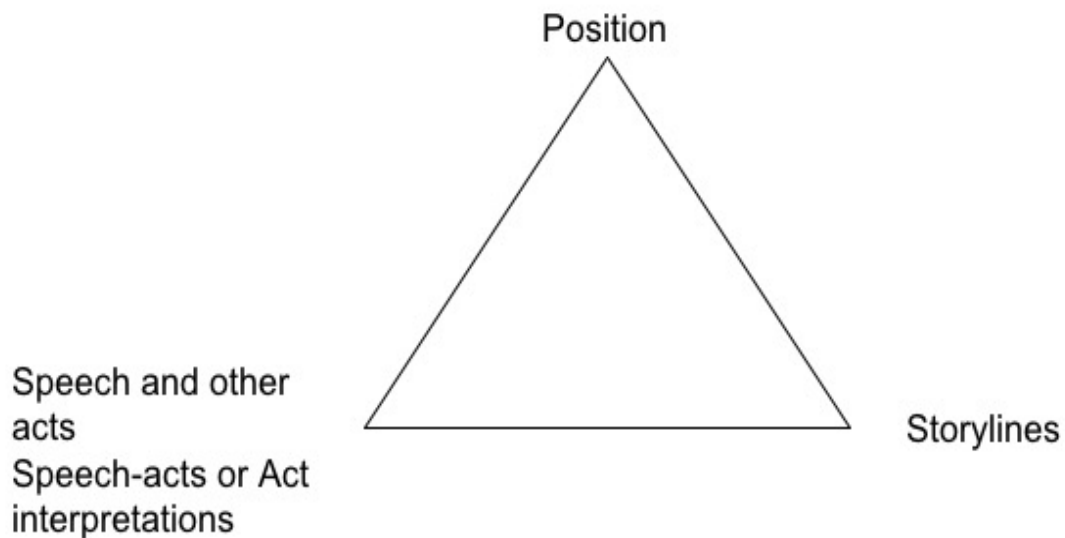 Position
Speech and other
acts
Speech-acts or Act
interpretations
Storylines